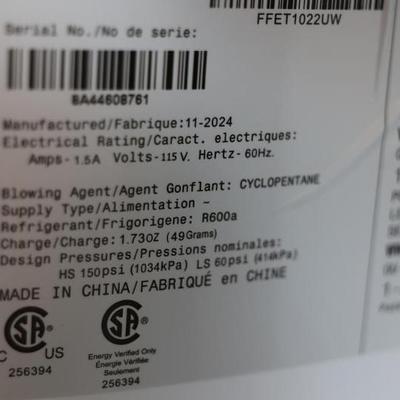 FFET1022UW
Serial No./No de serie:
BA44608761
Manufactured/Fabrique:11-2024
Electrical Rating/Caract. electriques:
Amps-1.5A Volts-115V. Hertz-60Hz.
Blowing Agent/Agent Gonflant: CYCLOPENTANE
Supply Type/Alimentation ~
Refrigerant/Frigorigene: R600a
Charge/Charge: 1.73OZ (49Grams)
Design Pressures/Pressions nominales:
HS 150psi (1034kPa) LS 60psi (414kPa)
MADE IN CHINA/FABRIQUÉ en CHINE
C US
256394
Energy Verified Only
Énergie Vérifiée
Seulement
256394